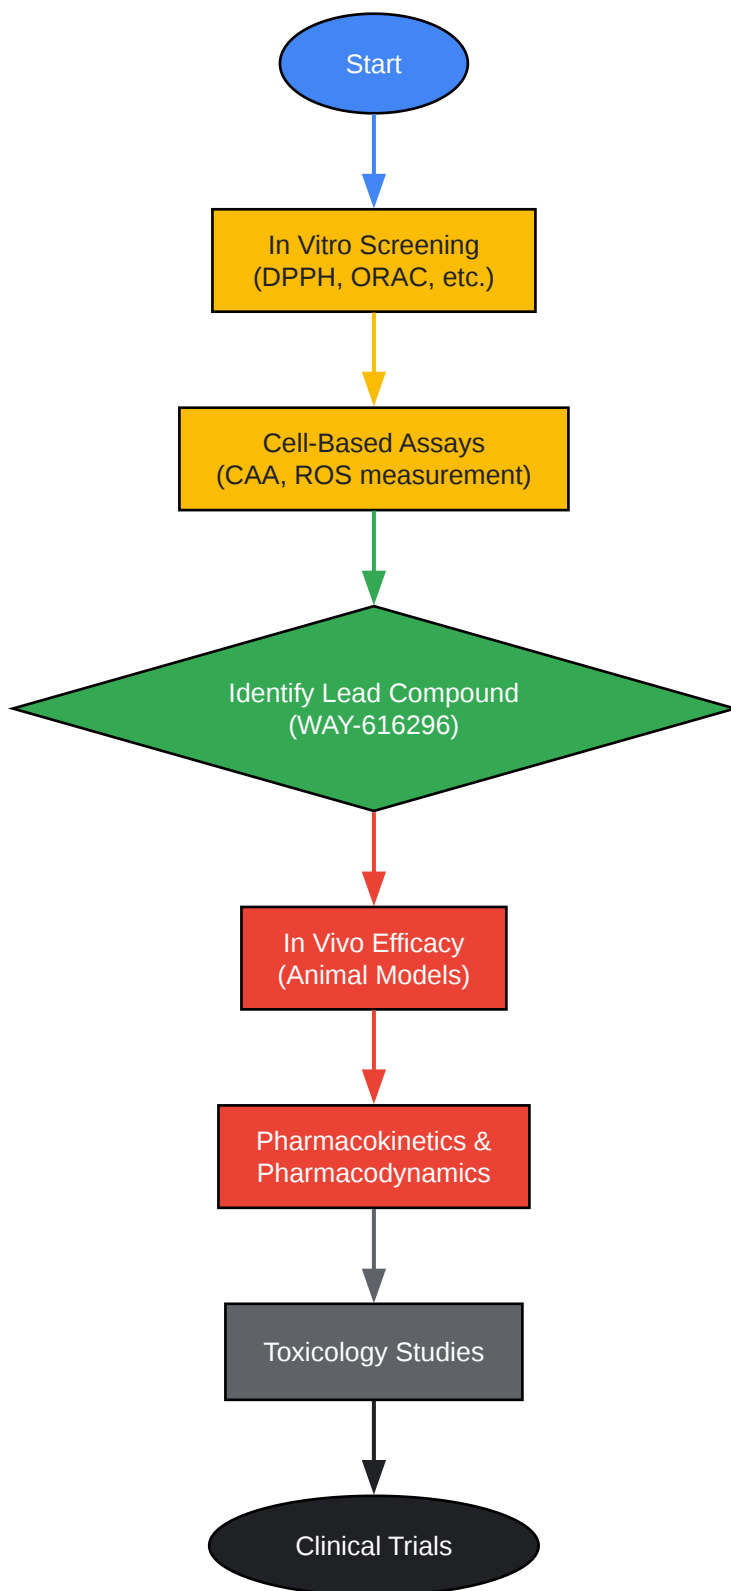 Start
In Vitro Screening
(DPPH, ORAC, etc.)
Cell-Based Assays
(CAA, ROS measurement)
Identify Lead Compound
(WAY-616296)
In Vivo Efficacy
(Animal Models)
Pharmacokinetics &
Pharmacodynamics
Toxicology Studies
Clinical Trials